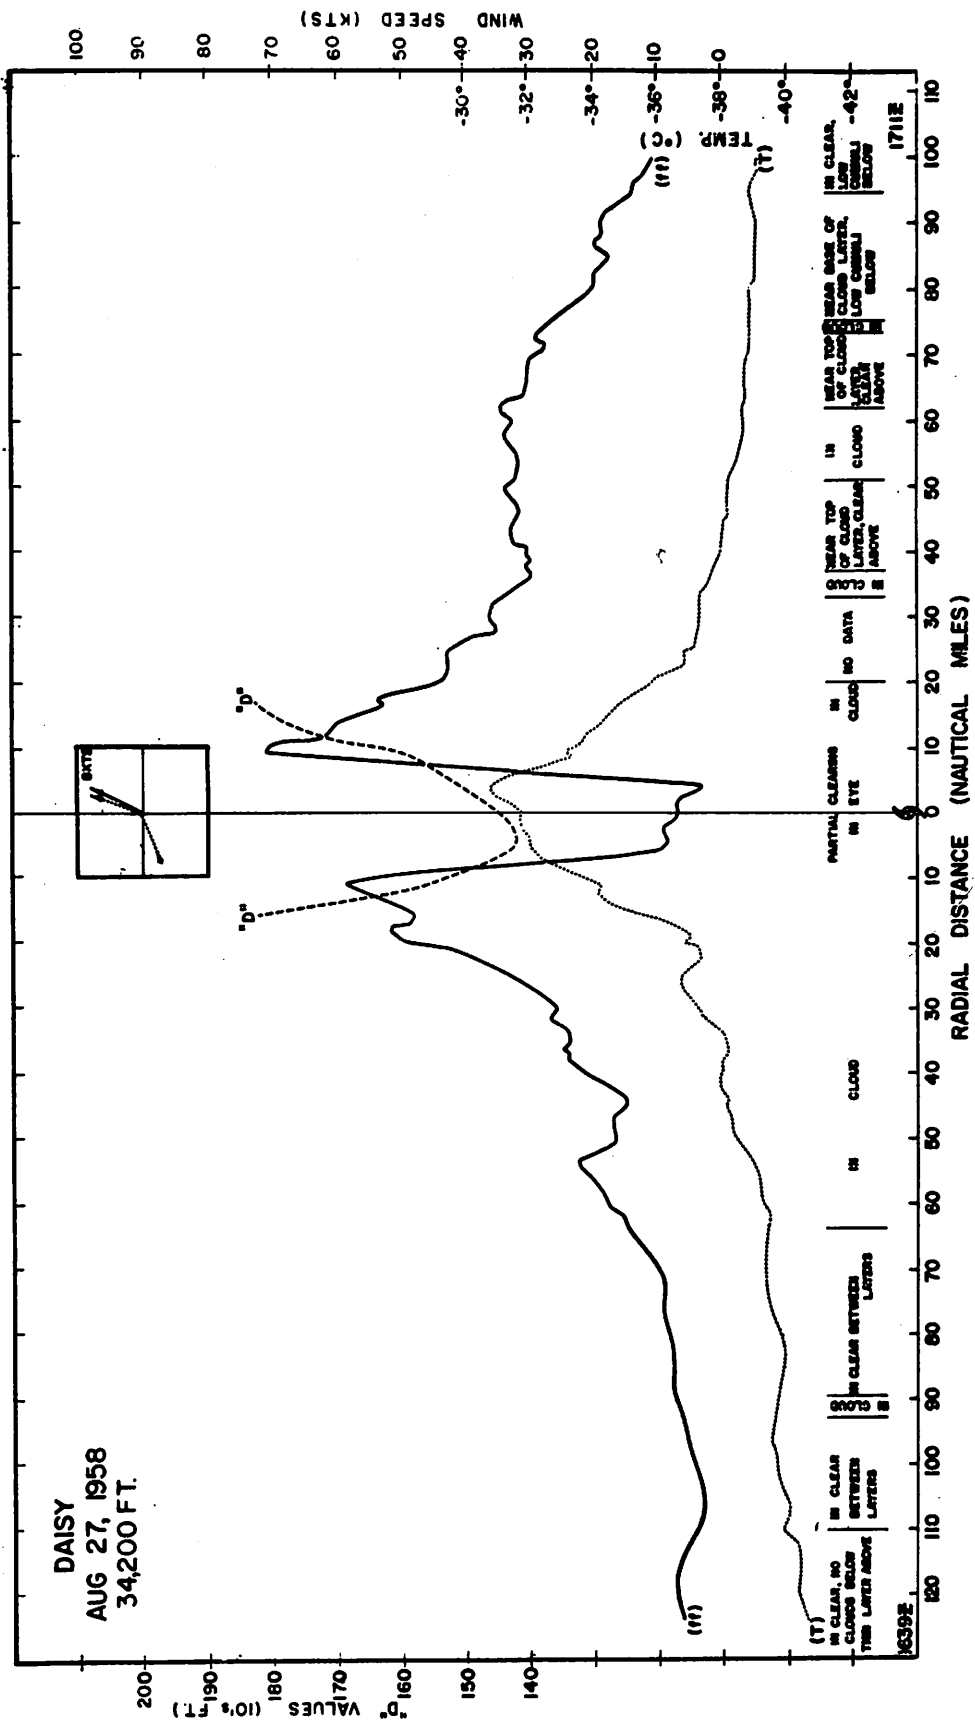 DAISY
AUG 27, 1958
34,200 FT.
"D" VALUES (10's FT.)
200
190
180
170
160
150
140
WIND SPEED (KTS)
100
90
80
70
60
50
40
30
20
10
0
TEMP. (°C)
-30°
-32°
-34°
-36°
-38°
-40°
-42°
8KTS
"D"
"D"
(ff)
(ff)
(T)
(T)
1639Z
1711Z
IN CLEAR, NO
CLOUDS BELOW
THIN LAYER ABOVE
IN CLEAR
BETWEEN
LAYERS
IN CLEAR BETWEEN
LAYERS
IN CLOUD
PARTIAL CLEARING
IN EYE
IN
CLOUD
NO DATA
NEAR TOP
OF CLOUD
LAYER, CLEAR
ABOVE
IN
CLOUD
NEAR TOP
OF CLOUD
LAYER,
CLEAR
ABOVE
NEAR BASE OF
CLOUD LAYER,
LOW CUMULI
BELOW
IN CLEAR,
LOW
CUMULI
BELOW
120 110 100 90 80 70 60 50 40 30 20 10 0 10 20 30 40 50 60 70 80 90 100 110
RADIAL DISTANCE (NAUTICAL MILES)